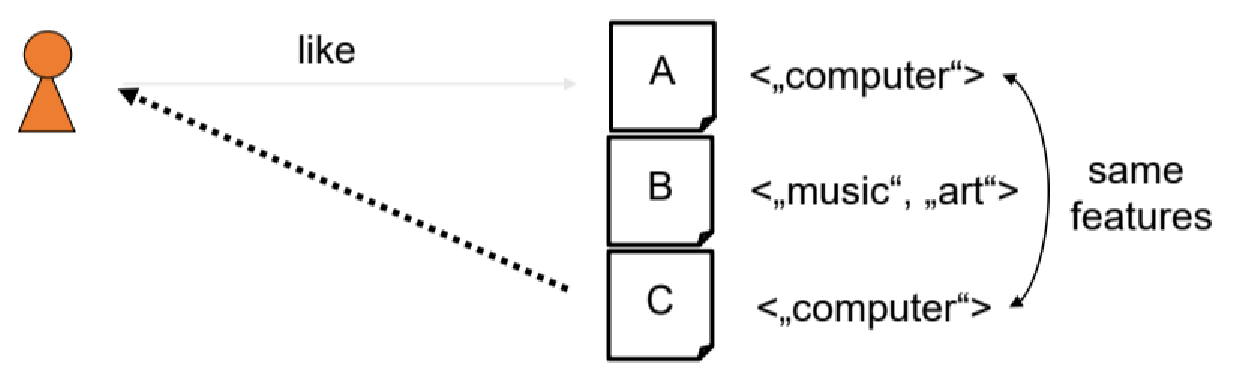 like
A
<„computer“>
B
<„music“, „art“>
same
features
C
<„computer“>